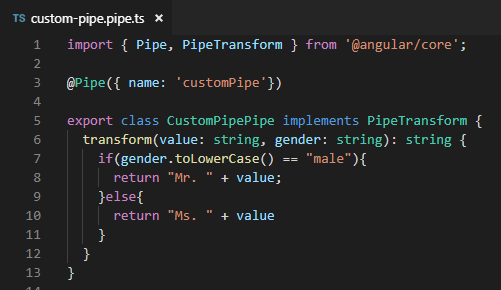 TS custom-pipe.pipe.ts ×
1 import { Pipe, PipeTransform } from '@angular/core';
2
3 @Pipe({ name: 'customPipe'})
4
5 export class CustomPipePipe implements PipeTransform {
6 transform(value: string, gender: string): string {
7 if(gender.toLowerCase() == "male"){
8 return "Mr. " + value;
9 }else{
10 return "Ms. " + value
11 }
12 }
13 }